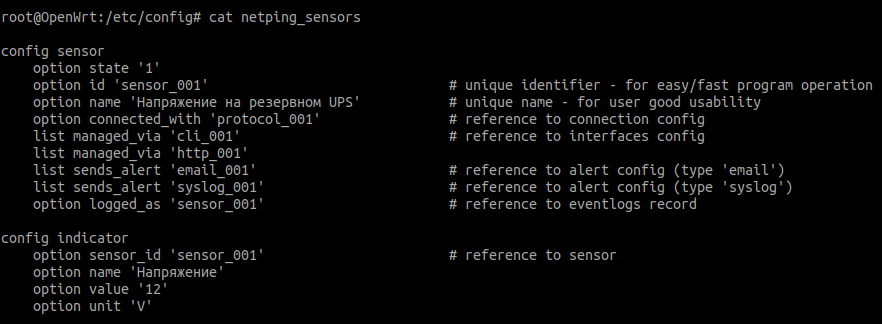 root@OpenWrt:/etc/config# cat netping_sensors
config sensor
option state '1'
option id 'sensor_001' # unique identifier - for easy/fast program operation
option name 'Напряжение на резервном UPS' # unique name - for user good usability
option connected_with 'protocol_001' # reference to connection config
list managed_via 'cli_001' # reference to interfaces config
list managed_via 'http_001'
list sends_alert 'email_001' # reference to alert config (type 'email')
list sends_alert 'syslog_001' # reference to alert config (type 'syslog')
option logged_as 'sensor_001' # reference to eventlogs record
config indicator
option sensor_id 'sensor_001' # reference to sensor
option name 'Напряжение'
option value '12'
option unit 'V'